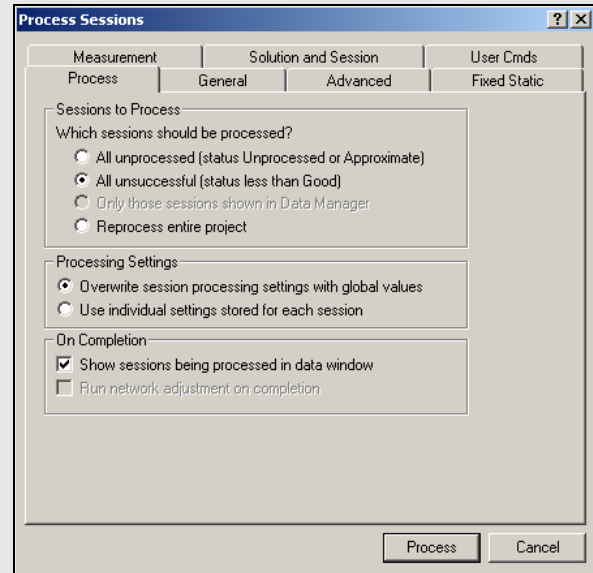 Process Sessions
Measurement Solution and Session User Cmds
Process General Advanced Fixed Static
Sessions to Process
Which sessions should be processed?
All unprocessed (status Unprocessed or Approximate)
All unsuccessful (status less than Good)
Only those sessions shown in Data Manager
Reprocess entire project
Processing Settings
Overwrite session processing settings with global values
Use individual settings stored for each session
On Completion
Show sessions being processed in data window
Run network adjustment on completion
Process Cancel